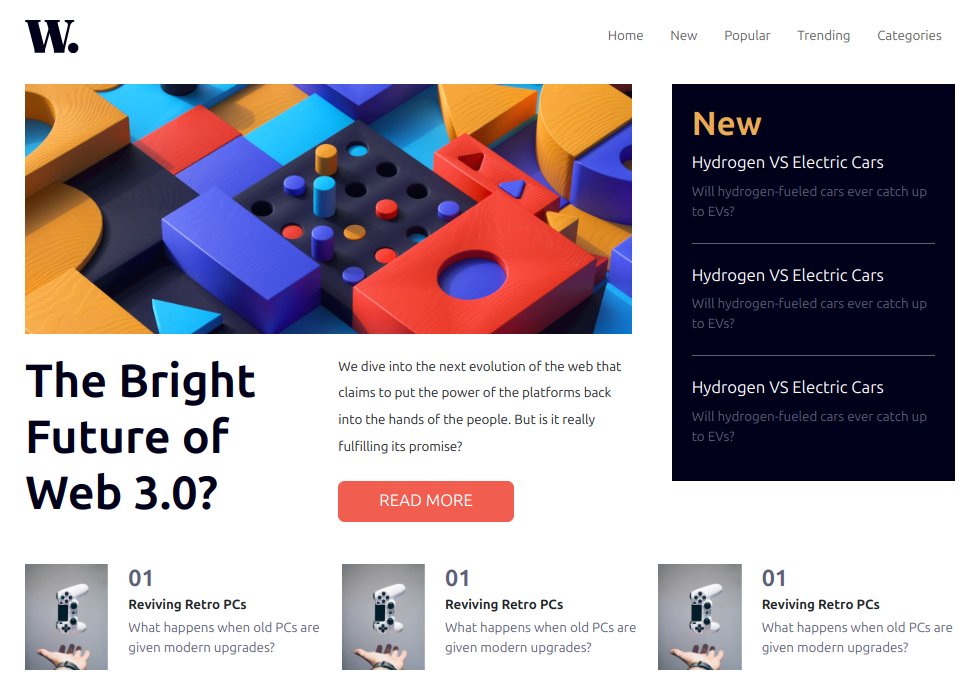 W.
Home New Popular Trending Categories
New
Hydrogen VS Electric Cars
Will hydrogen-fueled cars ever catch up
to EVs?
Hydrogen VS Electric Cars
Will hydrogen-fueled cars ever catch up
to EVs?
Hydrogen VS Electric Cars
Will hydrogen-fueled cars ever catch up
to EVs?
The Bright
Future of
Web 3.0?
We dive into the next evolution of the web that
claims to put the power of the platforms back
into the hands of the people. But is it really
fulfilling its promise?
READ MORE
01
Reviving Retro PCs
What happens when old PCs are
given modern upgrades?
01
Reviving Retro PCs
What happens when old PCs are
given modern upgrades?
01
Reviving Retro PCs
What happens when old PCs are
given modern upgrades?